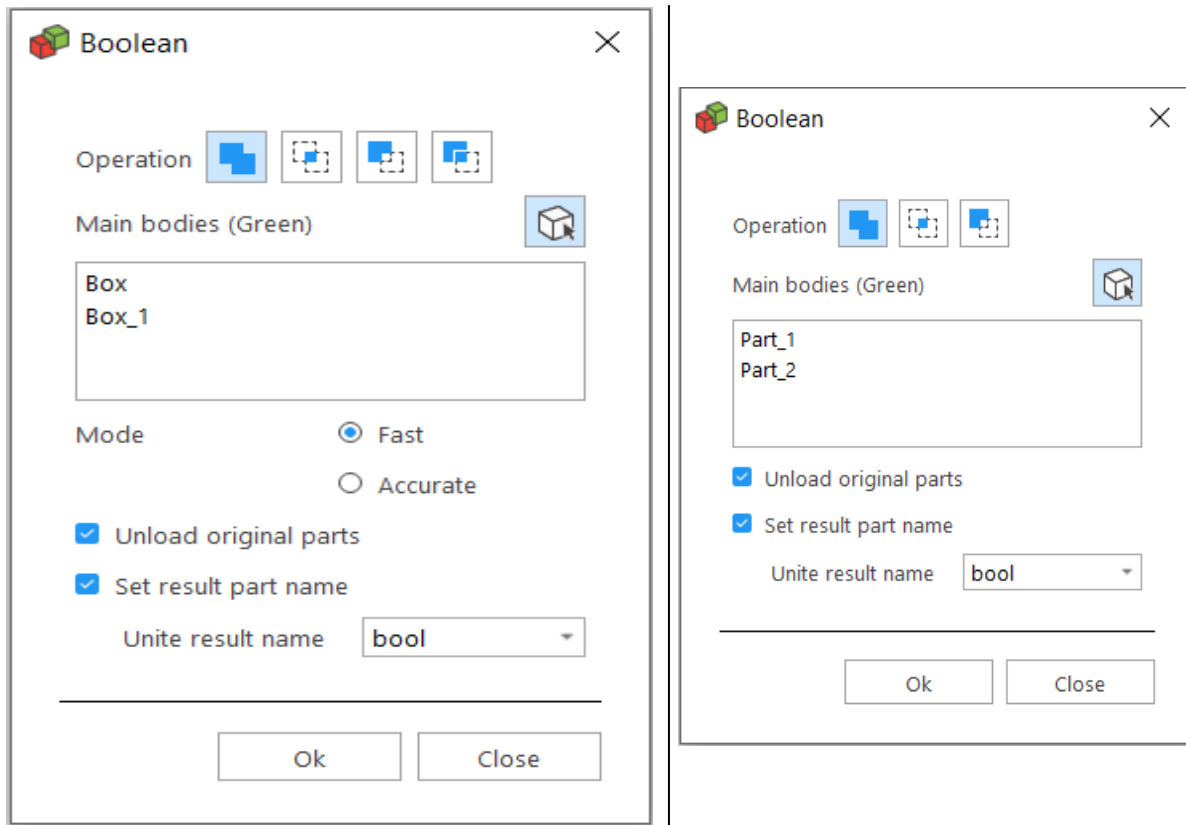 Boolean
Operation
Main bodies (Green)
Box
Box_1
Mode
Fast
Accurate
Unload original parts
Set result part name
Unite result name bool
Ok Close
Boolean
Operation
Main bodies (Green)
Part_1
Part_2
Unload original parts
Set result part name
Unite result name bool
Ok Close